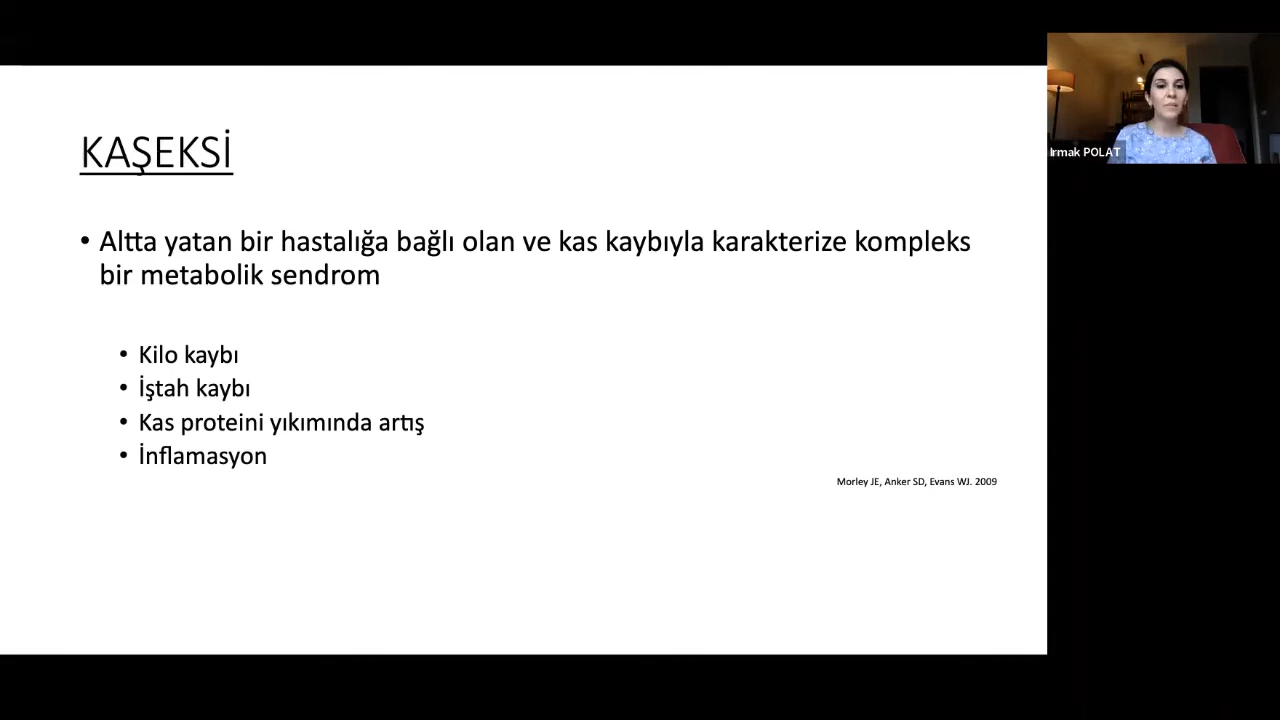 KAŞEKSİ
• Altta yatan bir hastalığa bağlı olan ve kas kaybıyla karakterize kompleks
bir metabolik sendrom
• Kilo kaybı
• İştah kaybı
• Kas proteini yıkımında artış
• İnflamasyon
Morley JE, Anker SD, Evans WJ. 2009
Irmak POLAT